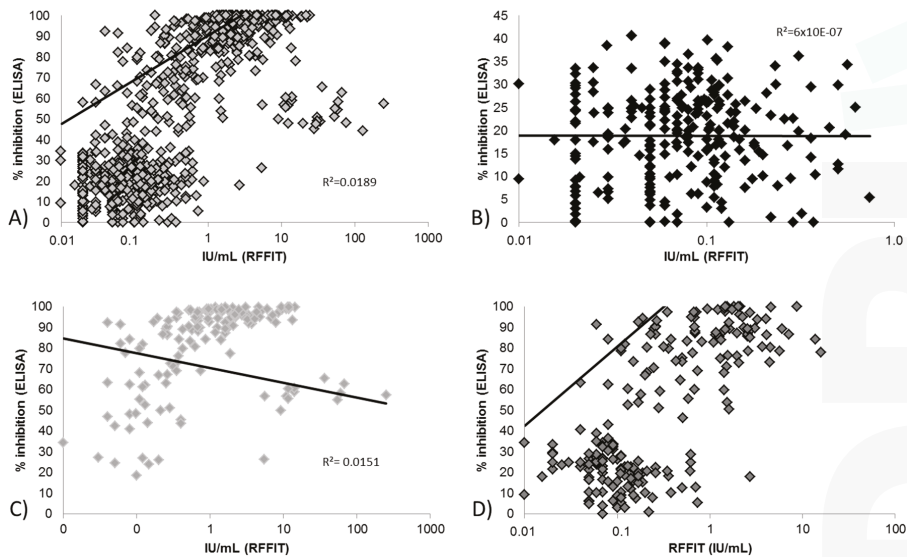 A)
% inhibition (ELISA)
100
90
80
70
60
50
40
30
20
10
0
R²=0.0189
0.01 0.1 1 10 100 1000
IU/mL (RFFIT)
B)
% inhibition (ELISA)
45
40
35
30
25
20
15
10
5
0
R²=6x10E-07
0.01 0.1 1.0
IU/mL (RFFIT)
C)
% inhibition (ELISA)
100
90
80
70
60
50
40
30
20
10
0
R²= 0.0151
0 0 1 10 100 1000
IU/mL (RFFIT)
D)
% inhibition (ELISA)
100
90
80
70
60
50
40
30
20
10
0
0.01 0.1 1 10 100
RFFIT (IU/mL)